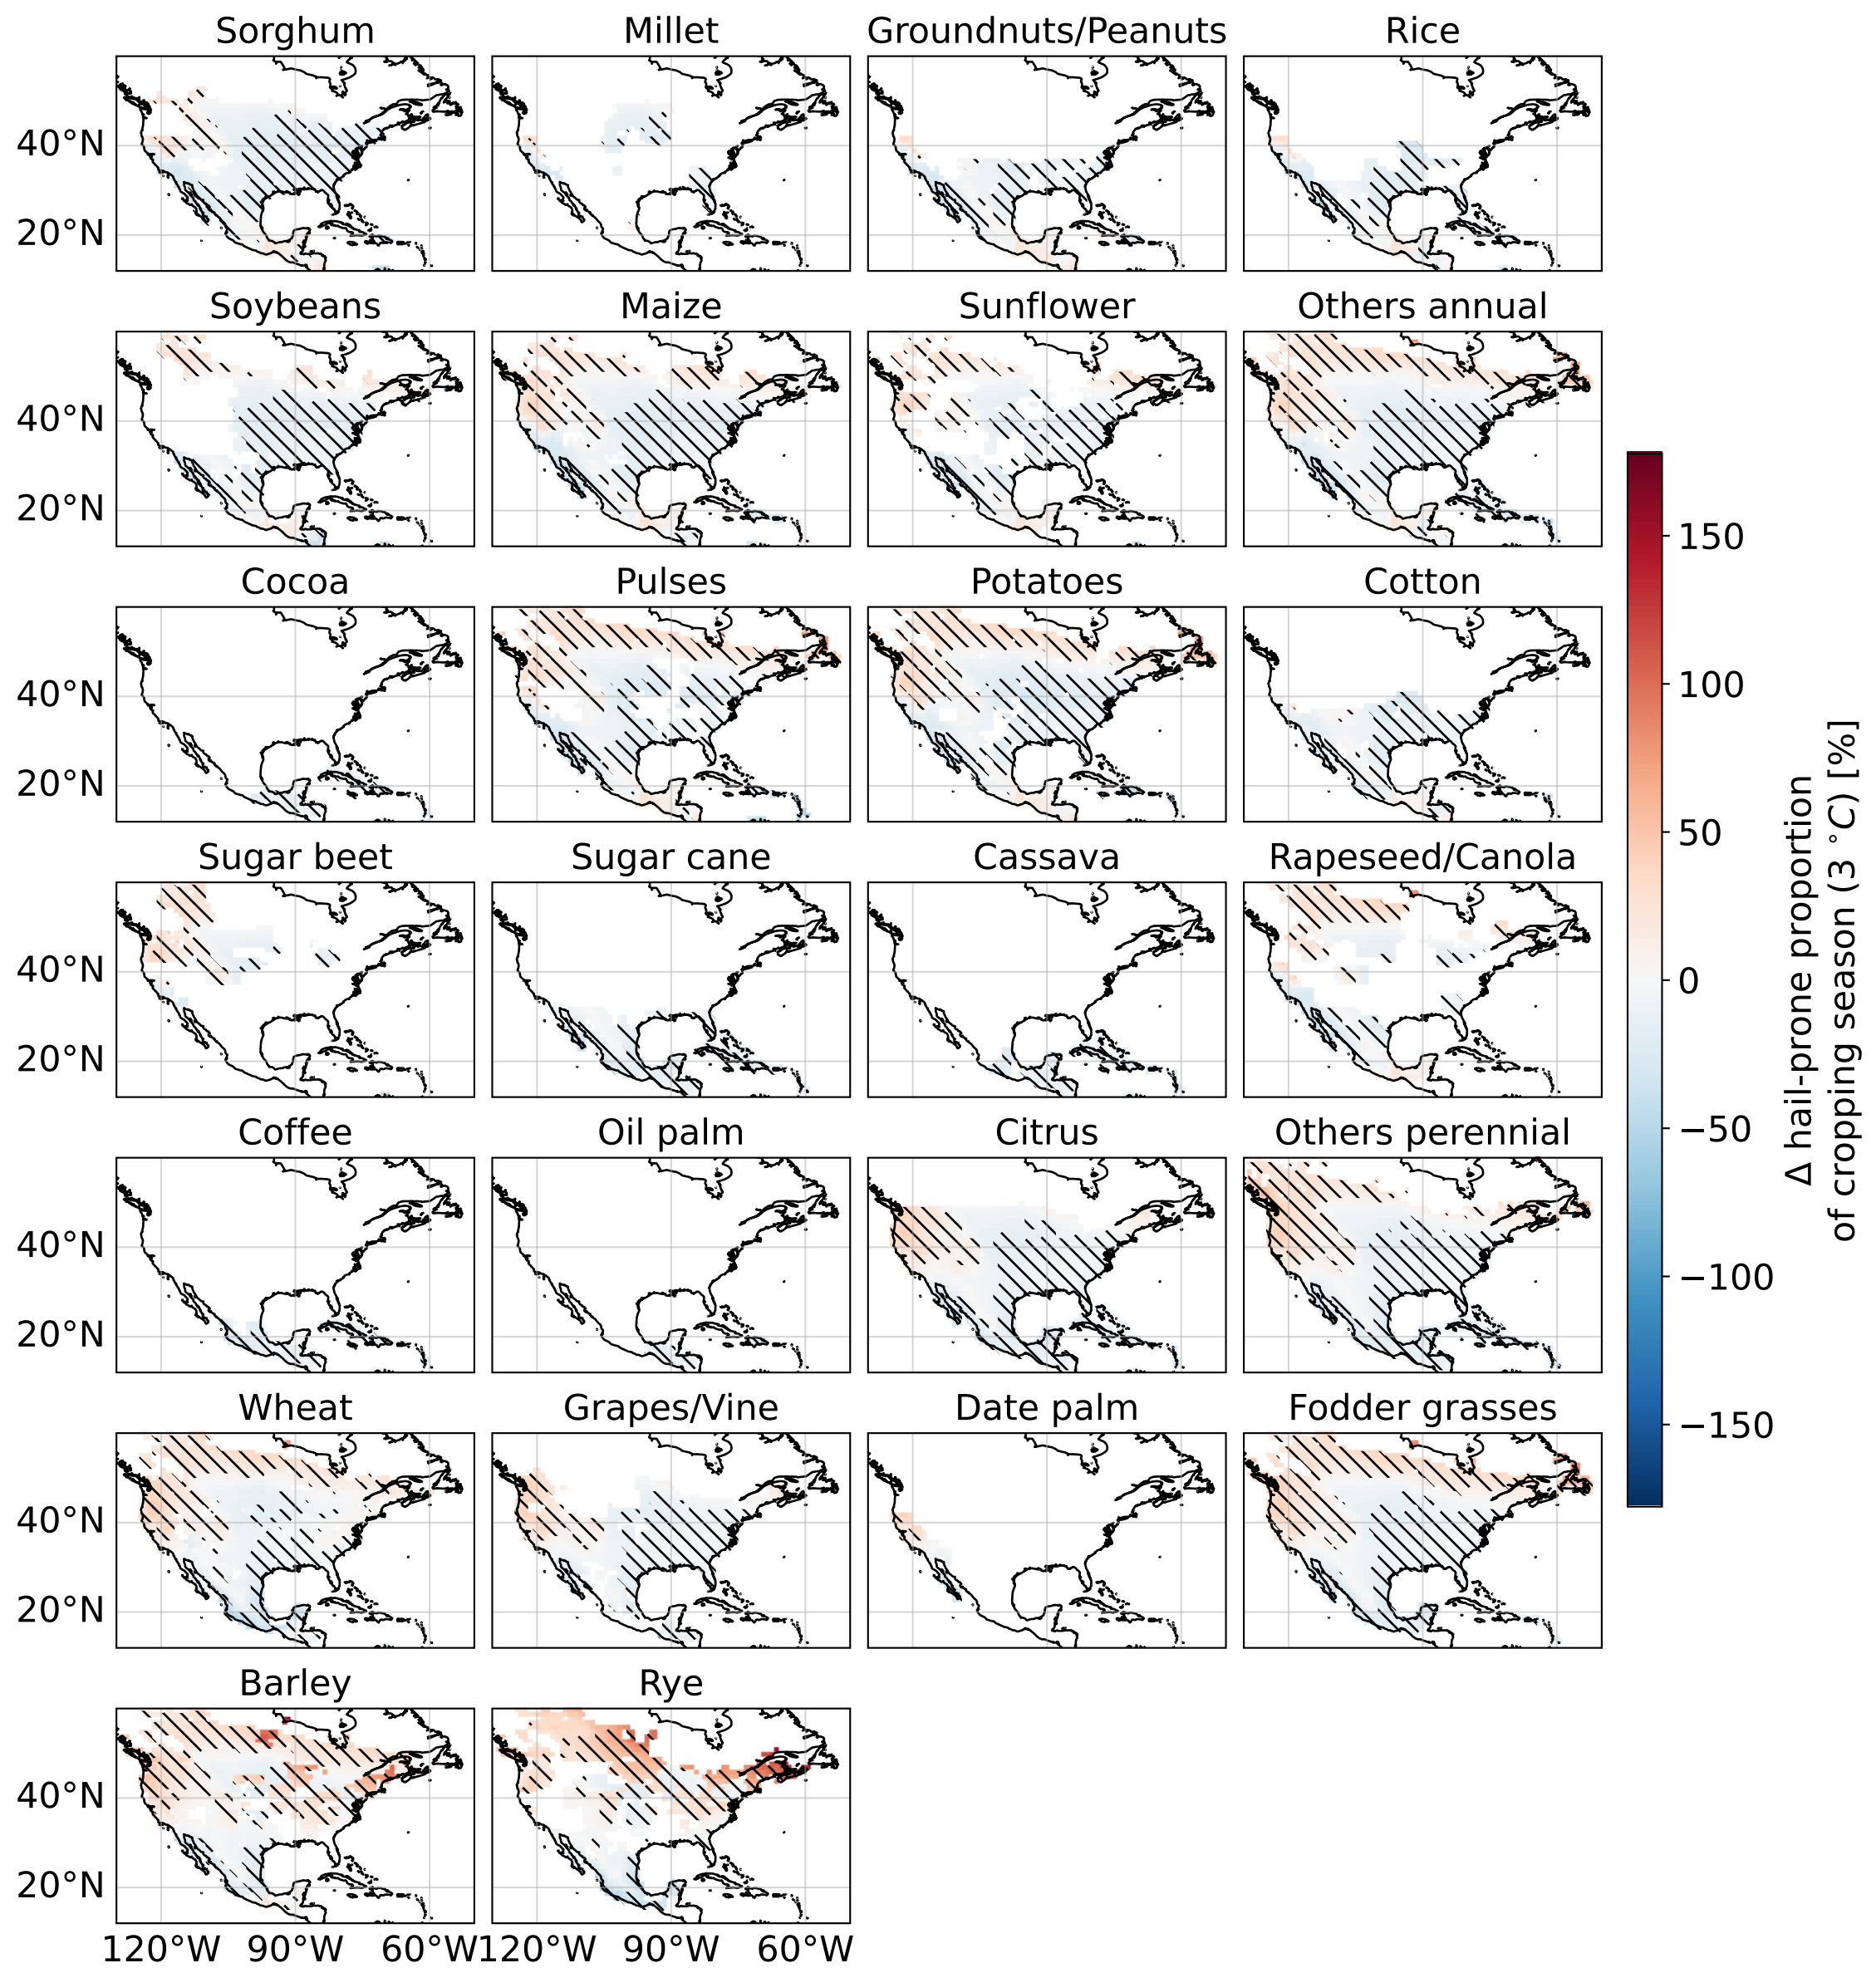 Sorghum Millet Groundnuts/Peanuts Rice
40°N
20°N
Soybeans Maize Sunflower Others annual
40°N
20°N
Cocoa Pulses Potatoes Cotton
40°N
20°N
Sugar beet Sugar cane Cassava Rapeseed/Canola
40°N
20°N
Coffee Oil palm Citrus Others perennial
40°N
20°N
Wheat Grapes/Vine Date palm Fodder grasses
40°N
20°N
Barley Rye
40°N
20°N
120°W 90°W 60°W 120°W 90°W 60°W
150
100
50
0
−50
−100
−150
Δ hail-prone proportion
of cropping season (3 °C) [%]